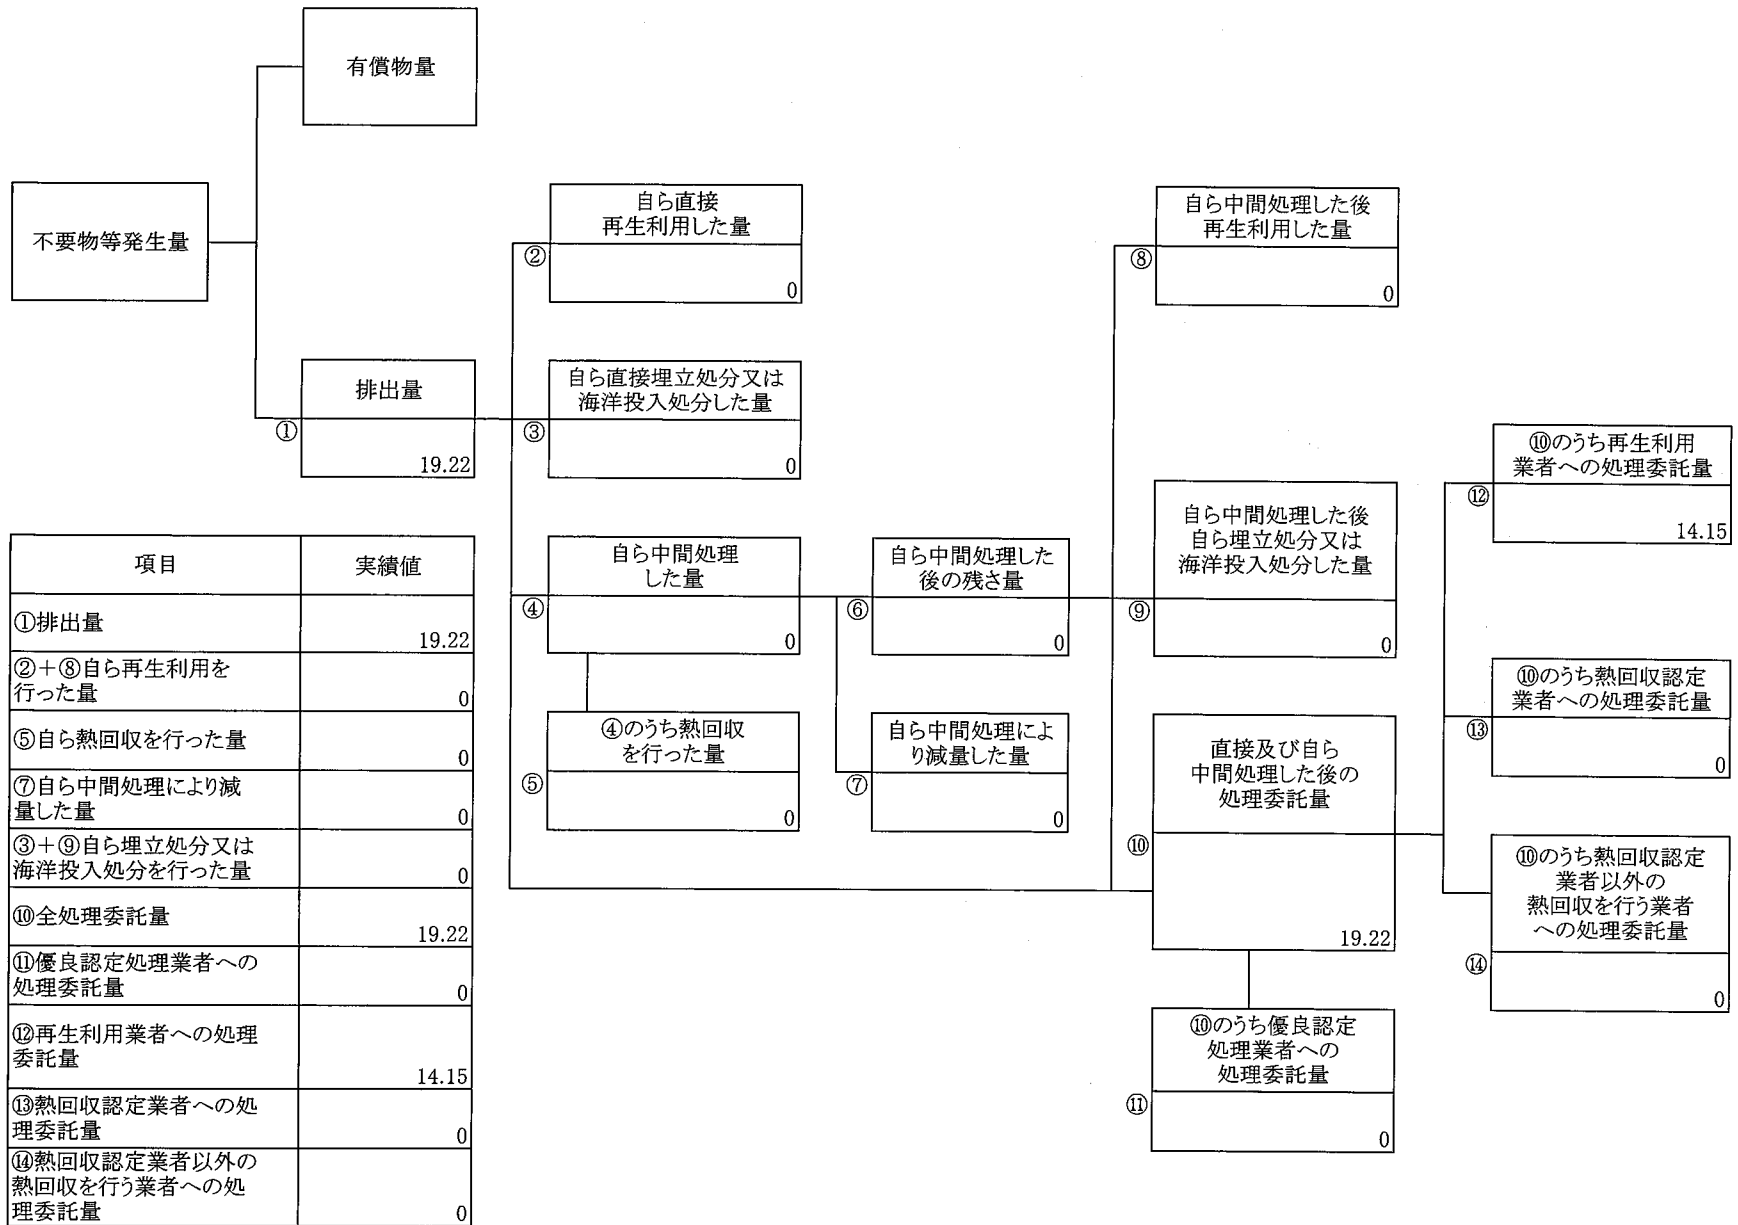 有償物量
不要物等発生量
排出量
①
19.22
自ら直接
再生利用した量
②
0
自ら直接埋立処分又は
海洋投入処分した量
③
0
自ら中間処理
した量
④
0
④のうち熱回収
を行った量
⑤
0
自ら中間処理した
後の残さ量
⑥
0
自ら中間処理によ
り減量した量
⑦
0
自ら中間処理した後
再生利用した量
⑧
0
自ら中間処理した後
自ら埋立処分又は
海洋投入処分した量
⑨
0
直接及び自ら
中間処理した後の
処理委託量
⑩
19.22
⑩のうち優良認定
処理業者への
処理委託量
⑪
0
⑩のうち再生利用
業者への処理委託量
⑫
14.15
⑩のうち熱回収認定
業者への処理委託量
⑬
0
⑩のうち熱回収認定
業者以外の
熱回収を行う業者
への処理委託量
⑭
0
項目 実績値
①排出量
19.22
②+⑧自ら再生利用を
行った量
0
⑤自ら熱回収を行った量
0
⑦自ら中間処理により減
量した量
0
③+⑨自ら埋立処分又は
海洋投入処分を行った量
0
⑩全処理委託量
19.22
⑪優良認定処理業者への
処理委託量
0
⑫再生利用業者への処理
委託量
14.15
⑬熱回収認定業者への処
理委託量
0
⑭熱回収認定業者以外の
熱回収を行う業者への処
理委託量
0